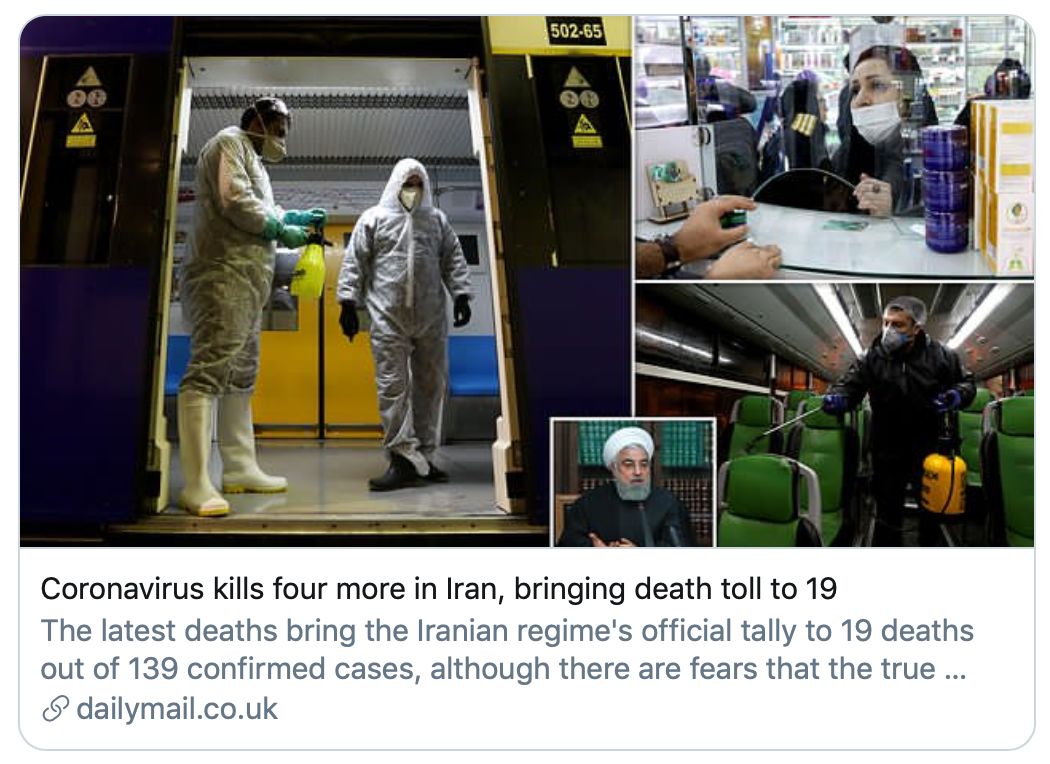 502-65
Coronavirus kills four more in Iran, bringing death toll to 19
The latest deaths bring the Iranian regime's official tally to 19 deaths
out of 139 confirmed cases, although there are fears that the true ...
dailymail.co.uk